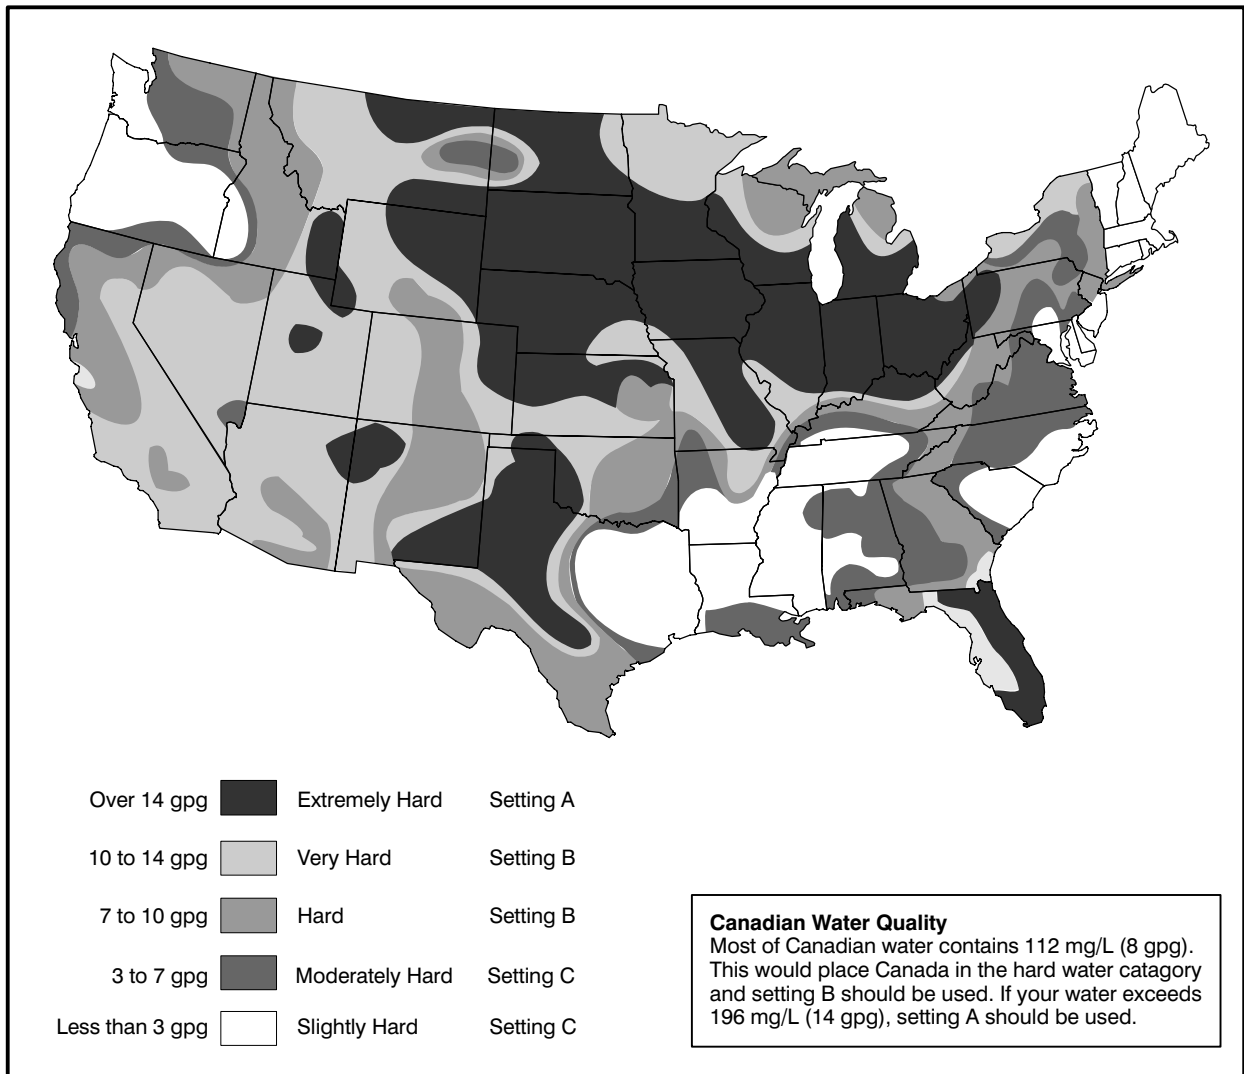 Over 14 gpg Extremely Hard Setting A
10 to 14 gpg Very Hard Setting B
7 to 10 gpg Hard Setting B
3 to 7 gpg Moderately Hard Setting C
Less than 3 gpg Slightly Hard Setting C
Canadian Water Quality
Most of Canadian water contains 112 mg/L (8 gpg).
This would place Canada in the hard water catagory
and setting B should be used. If your water exceeds
196 mg/L (14 gpg), setting A should be used.